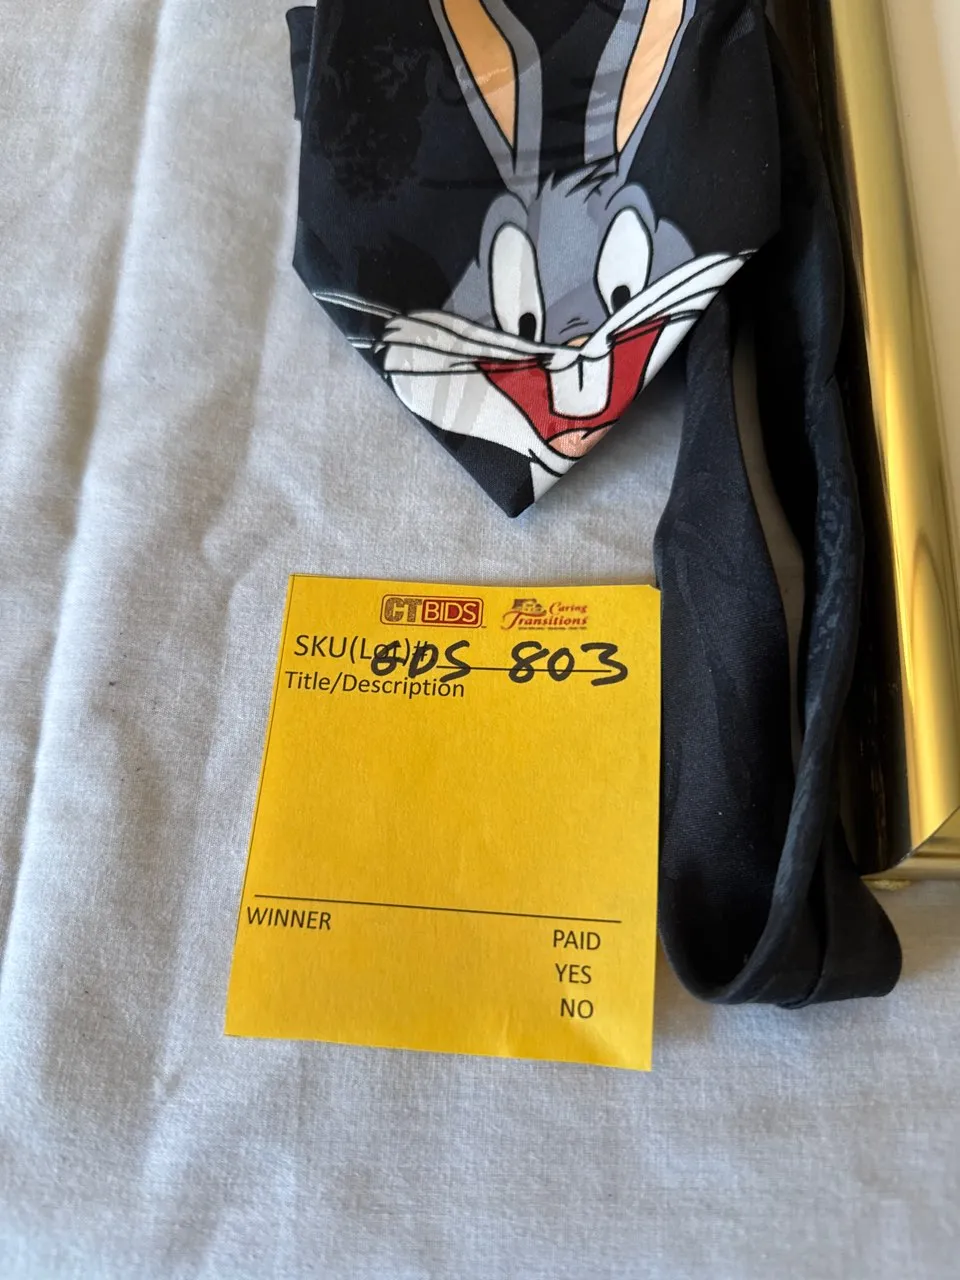 CTBIDS Caring Transitions
SKU(Lot)# GDS 803
Title/Description
WINNER
PAID
YES
NO